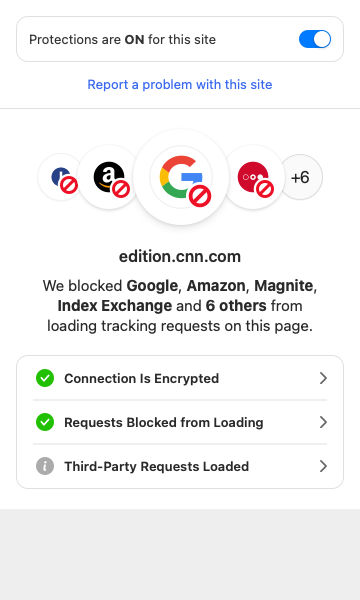 Protections are ON for this site
Report a problem with this site
+6
edition.cnn.com
We blocked Google, Amazon, Magnite,
Index Exchange and 6 others from
loading tracking requests on this page.
Connection Is Encrypted
Requests Blocked from Loading
Third-Party Requests Loaded